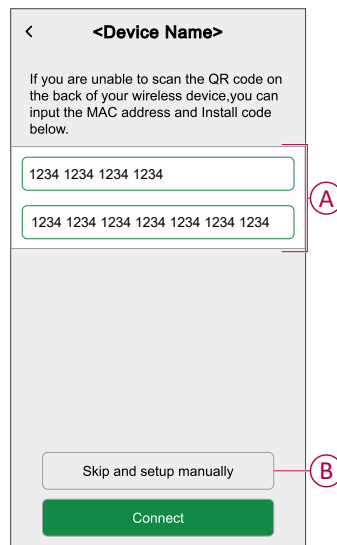 <Device Name>
If you are unable to scan the QR code on
the back of your wireless device,you can
input the MAC address and Install code
below.
1234 1234 1234 1234
1234 1234 1234 1234 1234 1234 1234
A
Skip and setup manually
B
Connect